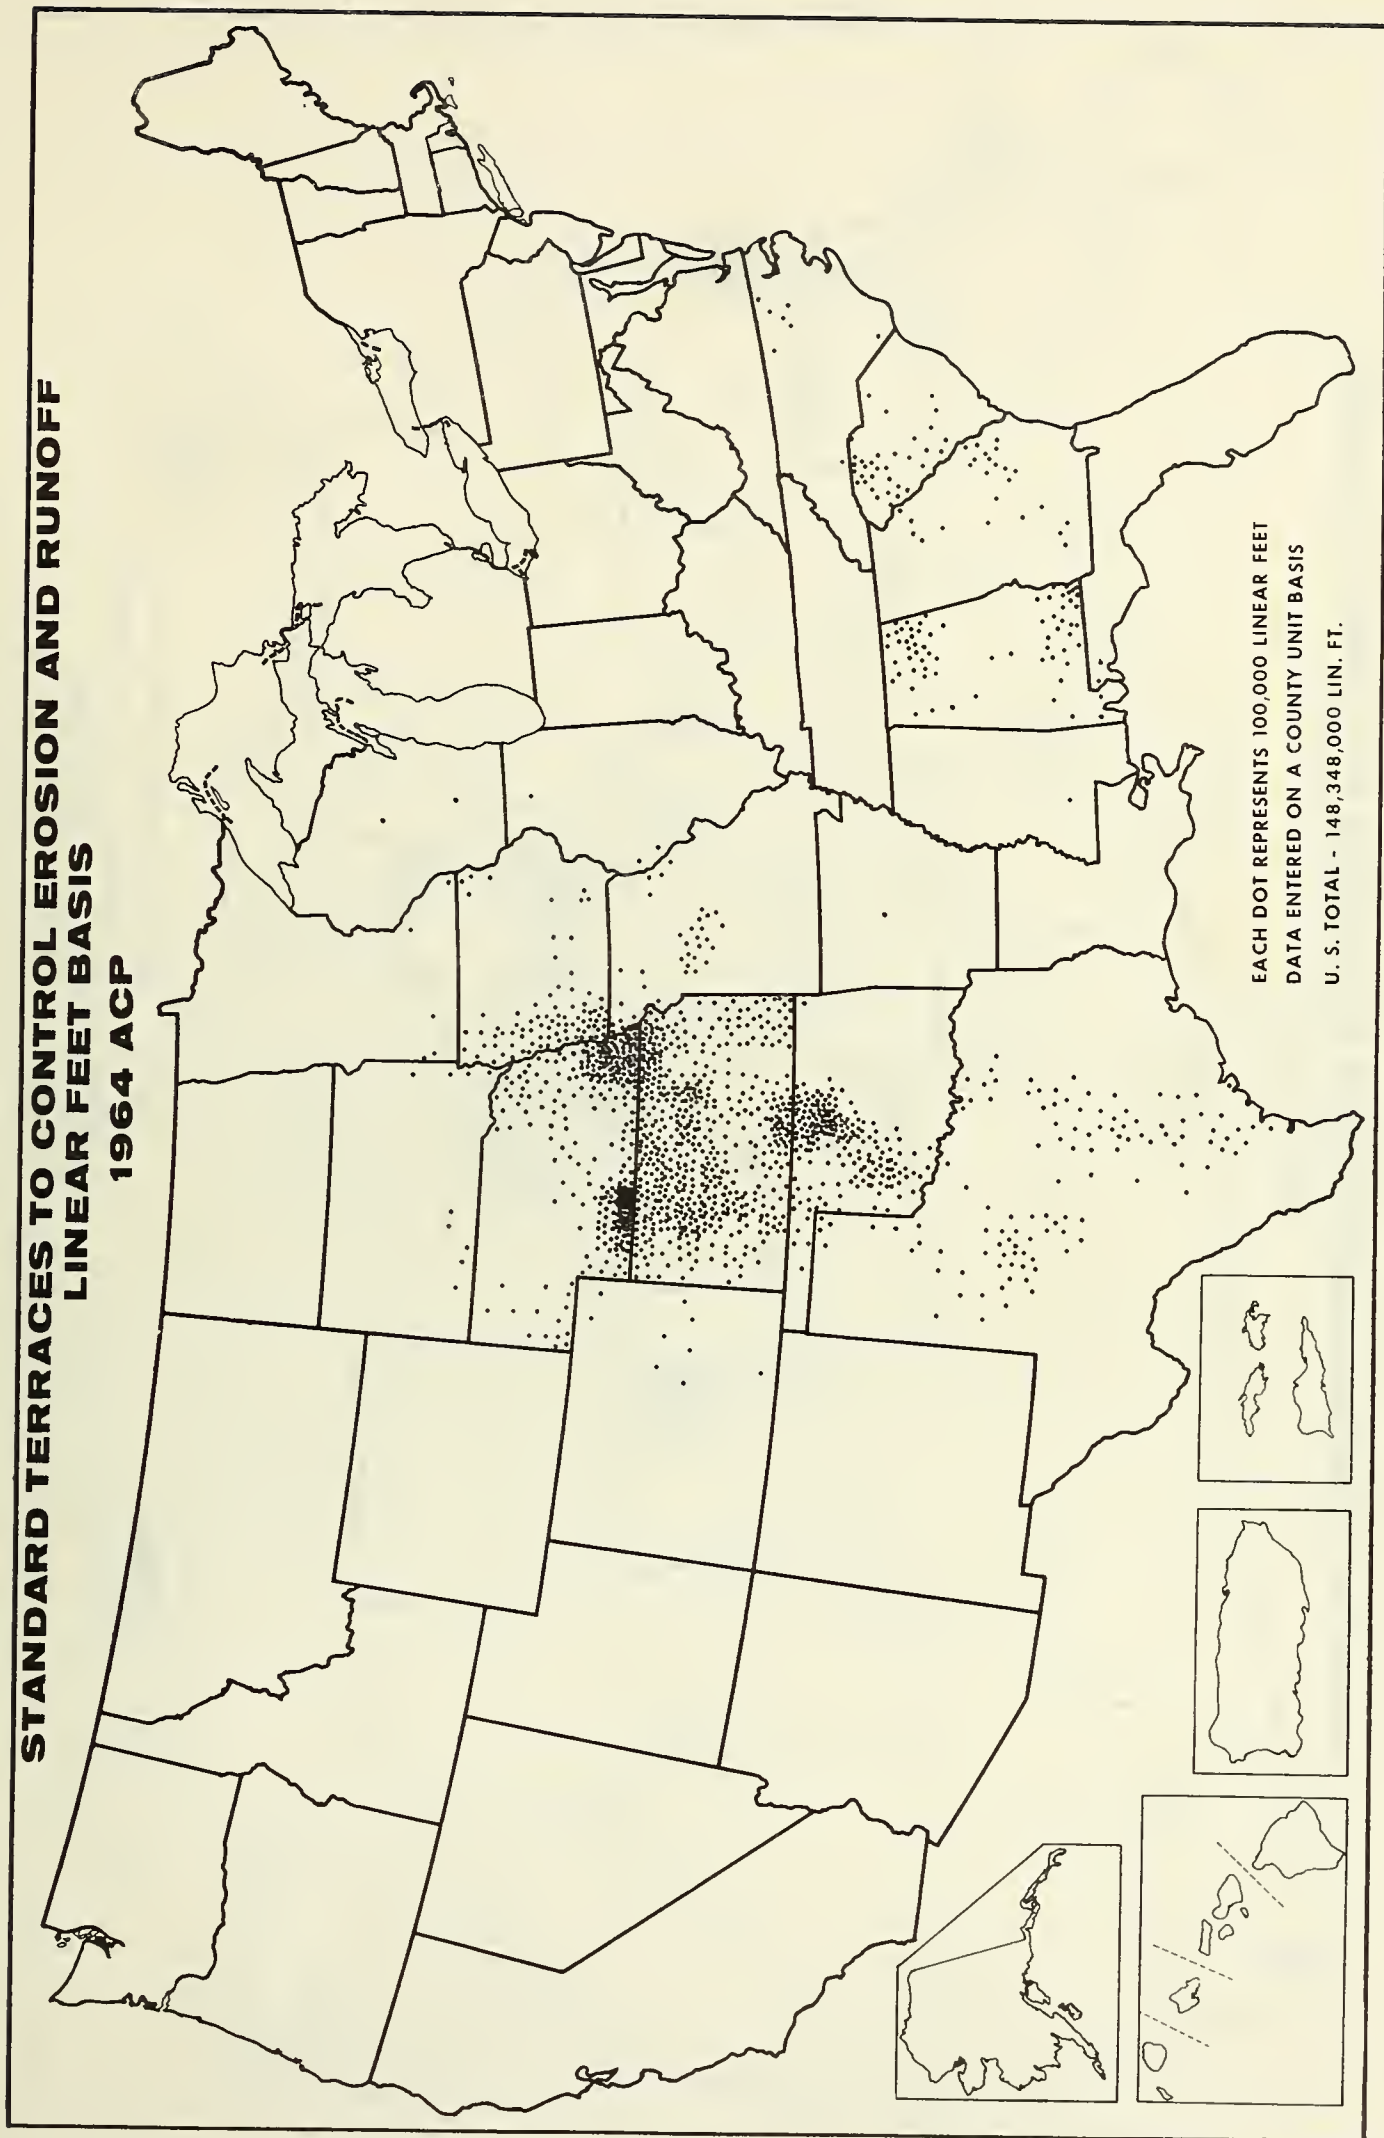 STANDARD TERRACES TO CONTROL EROSION AND RUNOFF
LINEAR FEET BASIS
1964 ACP
EACH DOT REPRESENTS 100,000 LINEAR FEET
DATA ENTERED ON A COUNTY UNIT BASIS
U. S. TOTAL - 148,348,000 LIN. FT.